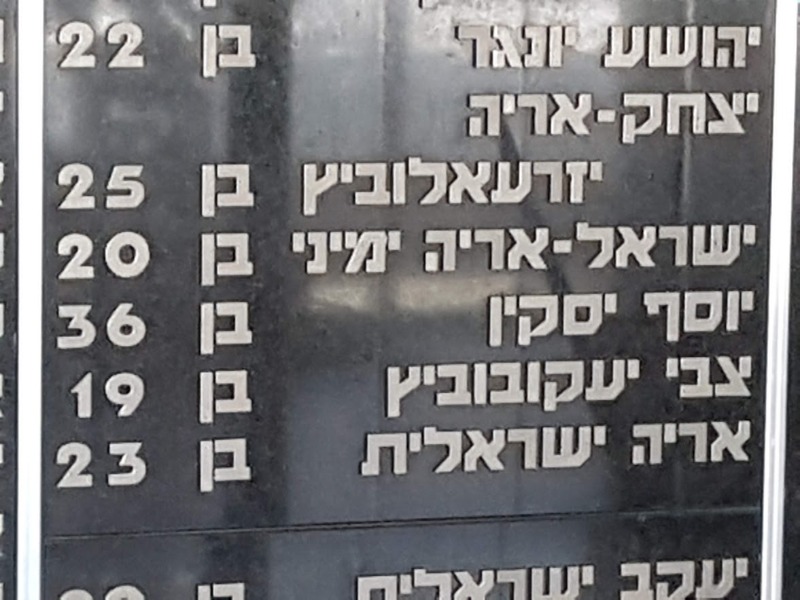 יהושע יונגר בן 22
יצחק-אריה
יזרעאלוביץ בן 25
ישראל-אריה ימיני בן 20
יוסף יסקין בן 36
צבי יעקובוביץ בן 19
אריה ישראלית בן 23
יעקב ישראלית בן